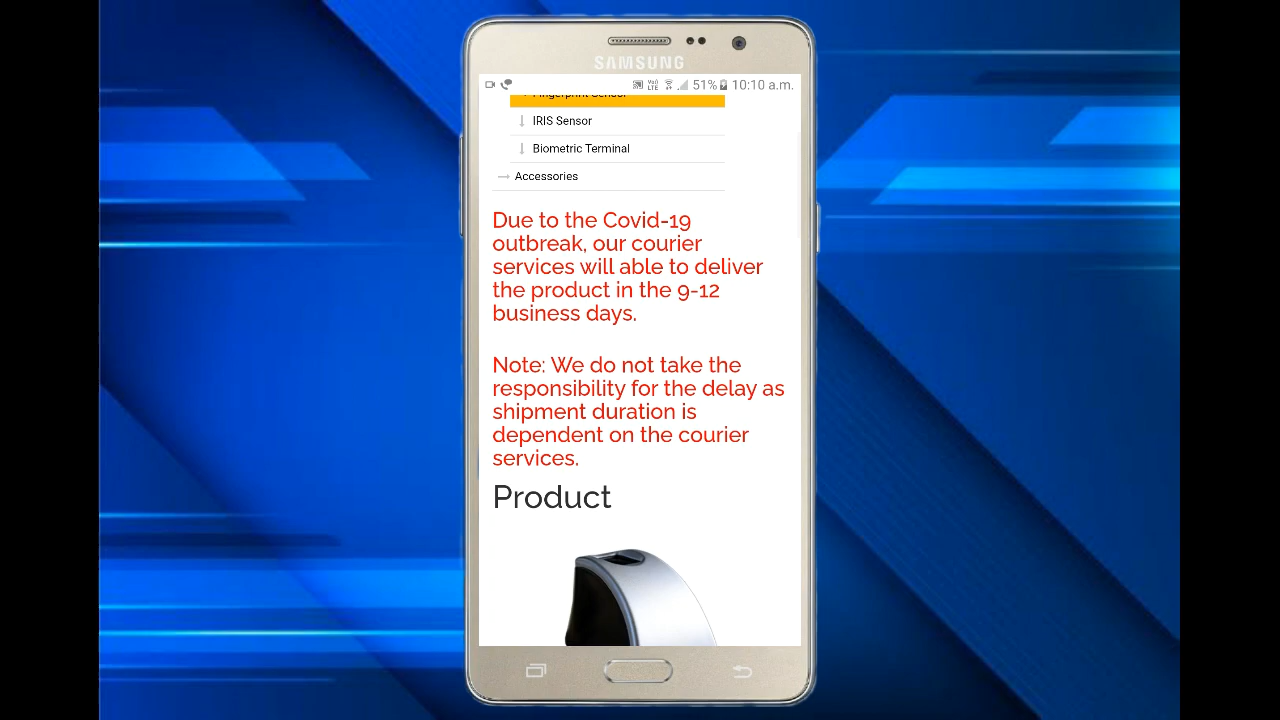 SAMSUNG
VoD LTE 51% 10:10 a.m.
Fingerprint Sensor
IRIS Sensor
Biometric Terminal
Accessories
Due to the Covid-19
outbreak, our courier
services will able to deliver
the product in the 9-12
business days.
Note: We do not take the
responsibility for the delay as
shipment duration is
dependent on the courier
services.
Product